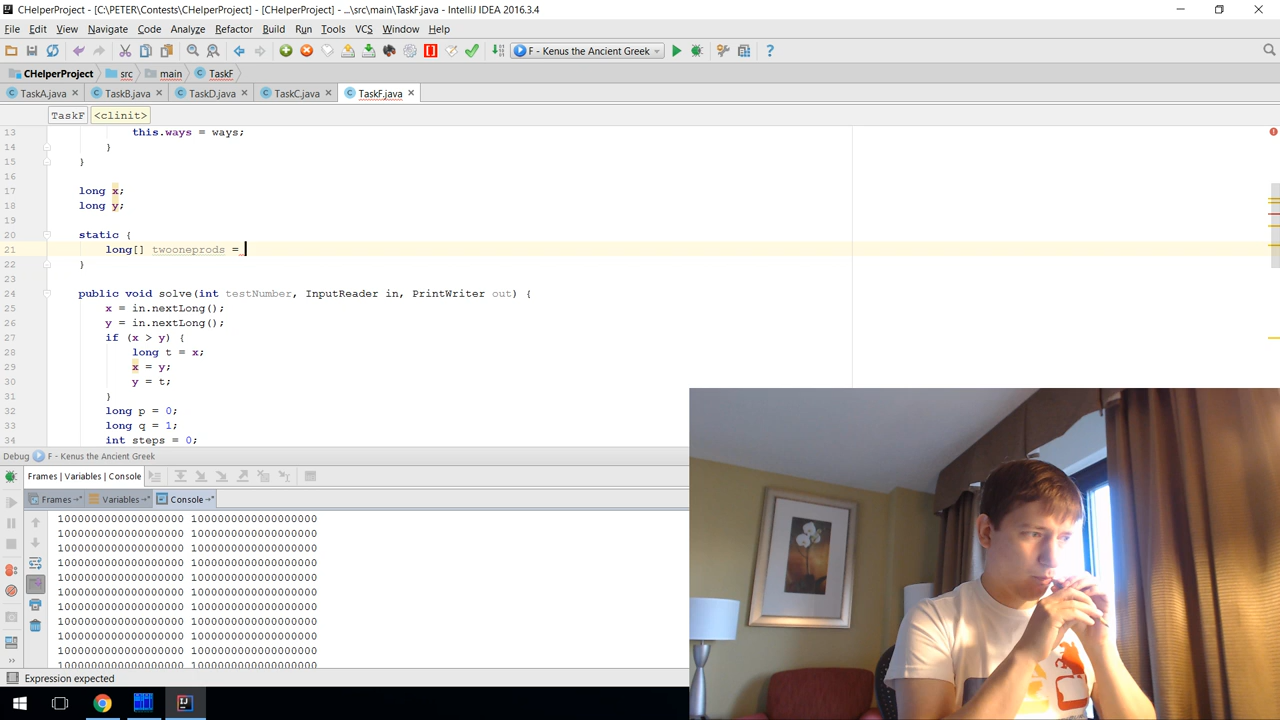 CHelperProject - [C:\PETER\Contests\CHelperProject] - [CHelperProject] - ...\src\main\TaskF.java - IntelliJ IDEA 2016.3.4
File Edit View Navigate Code Analyze Refactor Build Run Tools VCS Window Help
F - Kenus the Ancient Greek
CHelperProject src main TaskF
TaskA.java TaskB.java TaskD.java TaskC.java TaskF.java
TaskF <clinit>
13 this.ways = ways;
14 }
15 }
16
17 long x;
18 long y;
19
20 static {
21 long[] twooneprods =
22 }
23
24 public void solve(int testNumber, InputReader in, PrintWriter out) {
25 x = in.nextLong();
26 y = in.nextLong();
27 if (x > y) {
28 long t = x;
29 x = y;
30 y = t;
31 }
32 long p = 0;
33 long q = 1;
34 int steps = 0;
Debug F - Kenus the Ancient Greek
Frames | Variables | Console
Frames Variables Console
1000000000000000000 1000000000000000000
1000000000000000000 1000000000000000000
1000000000000000000 1000000000000000000
1000000000000000000 1000000000000000000
1000000000000000000 1000000000000000000
1000000000000000000 1000000000000000000
1000000000000000000 1000000000000000000
1000000000000000000 1000000000000000000
1000000000000000000 1000000000000000000
1000000000000000000 1000000000000000000
1000000000000000000 1000000000000000000
Expression expected